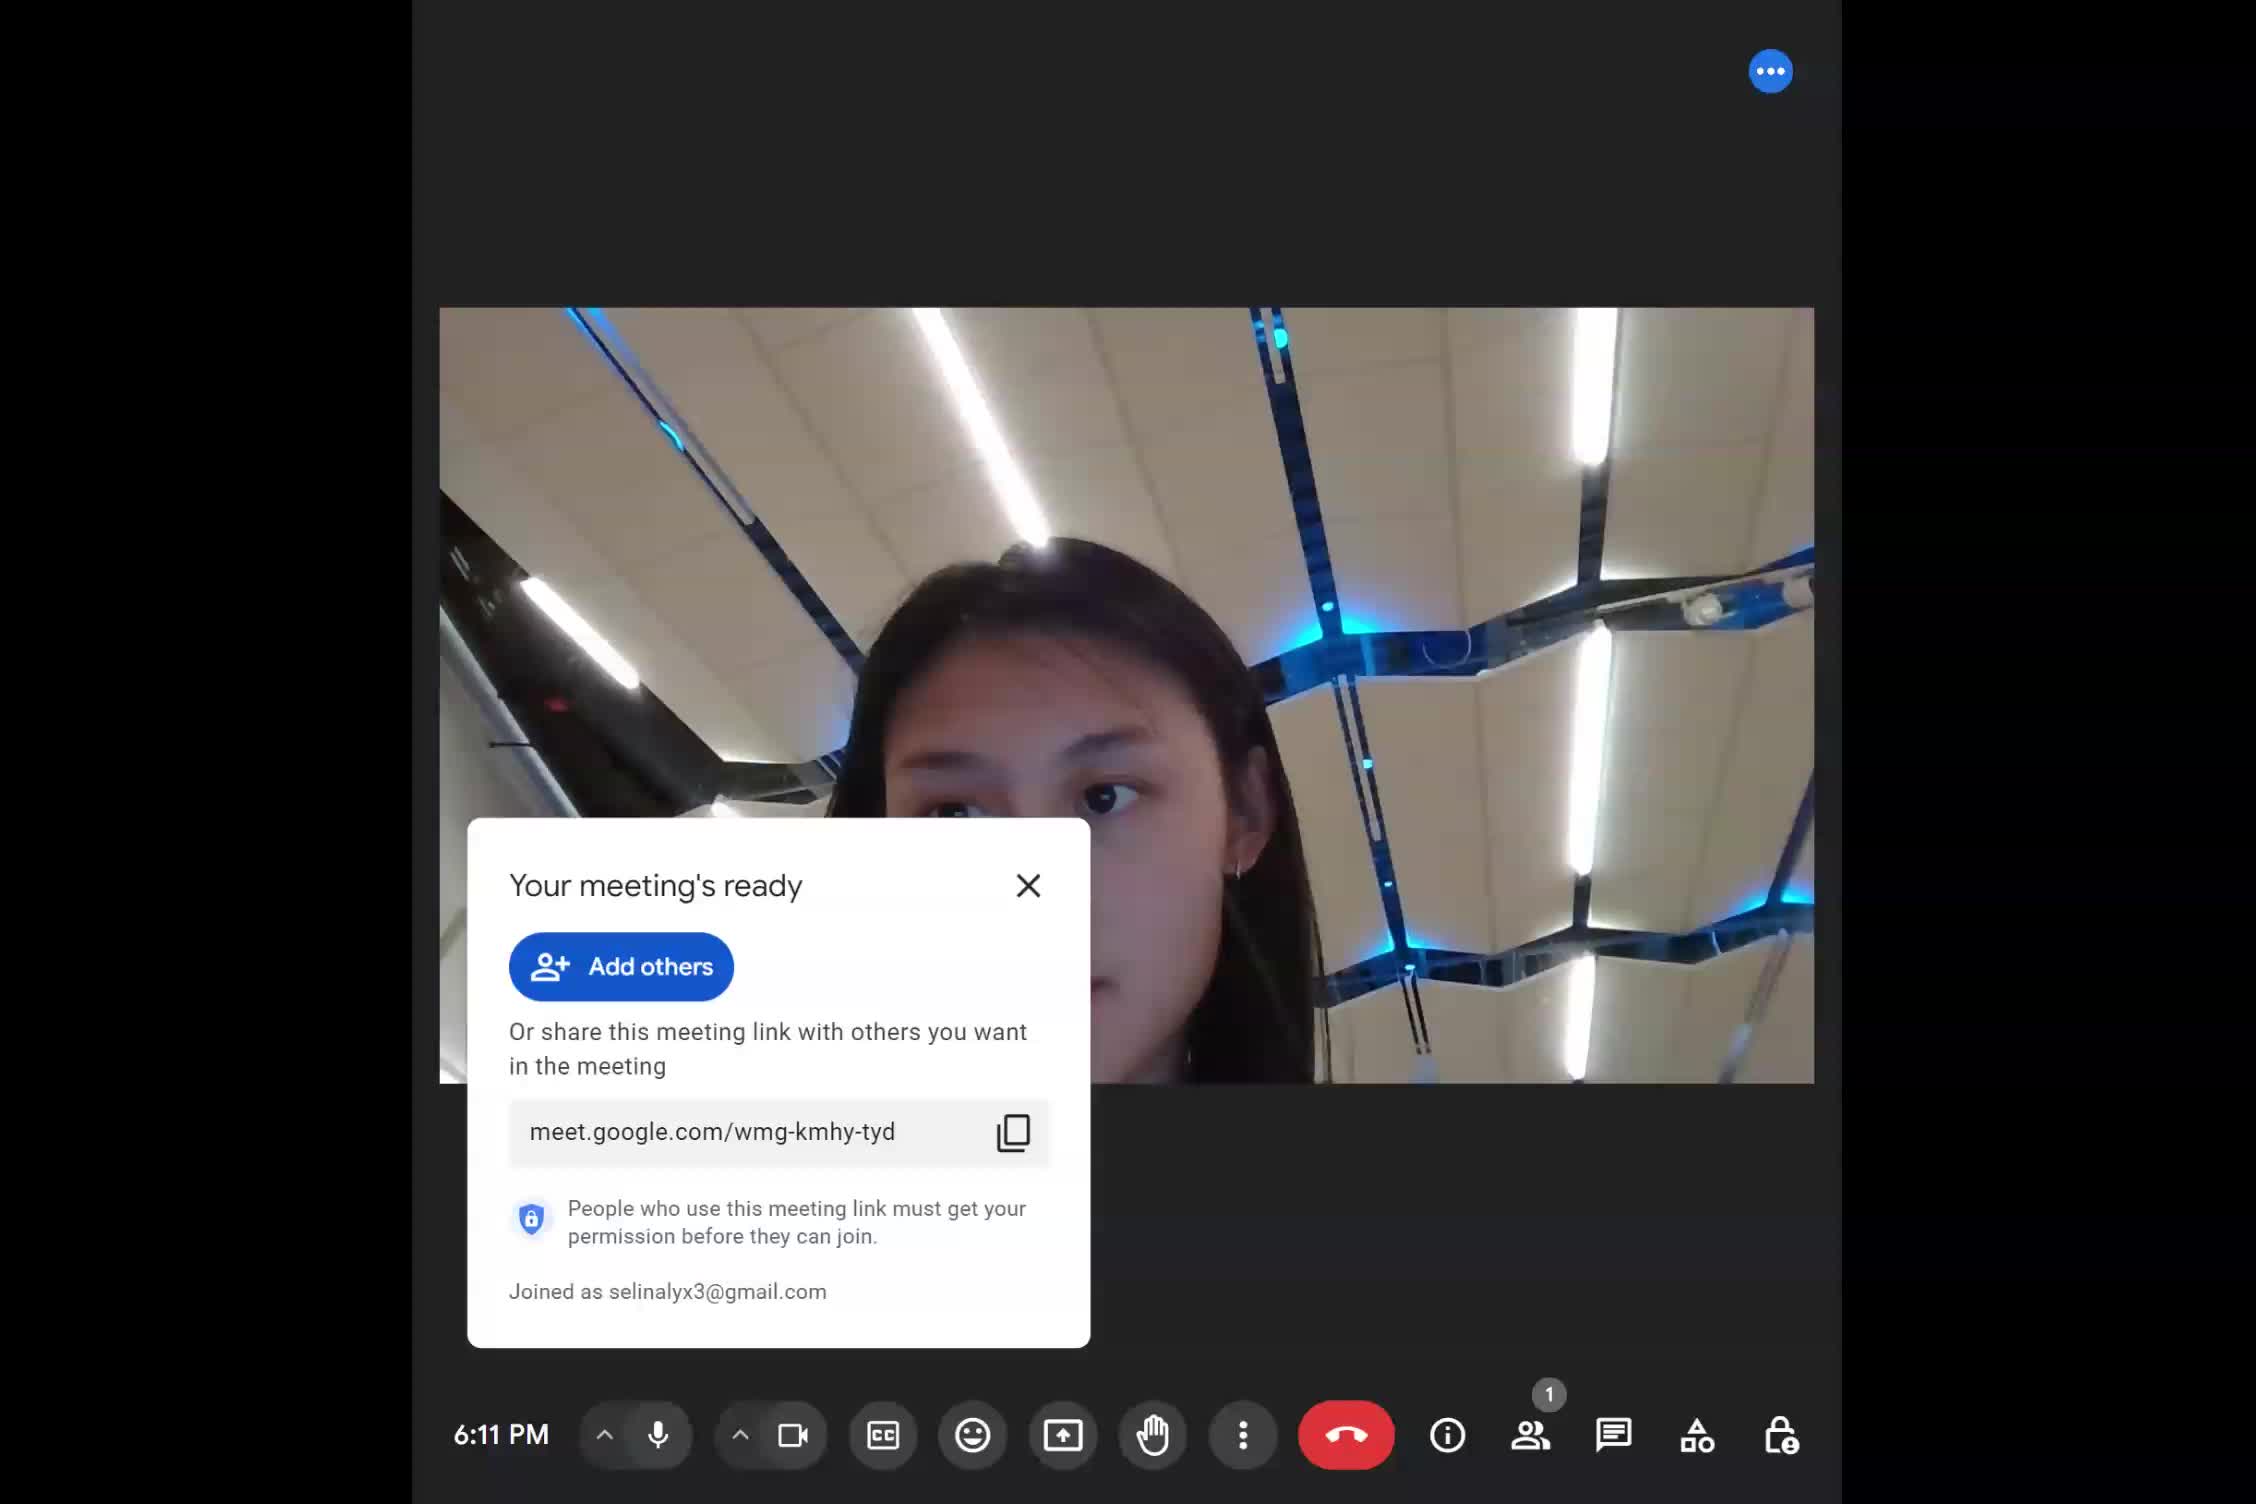 Your meeting's ready
Add others
Or share this meeting link with others you want
in the meeting
meet.google.com/wmg-kmhy-tyd
People who use this meeting link must get your
permission before they can join.
Joined as selinalyx3@gmail.com
1
6:11 PM
CC